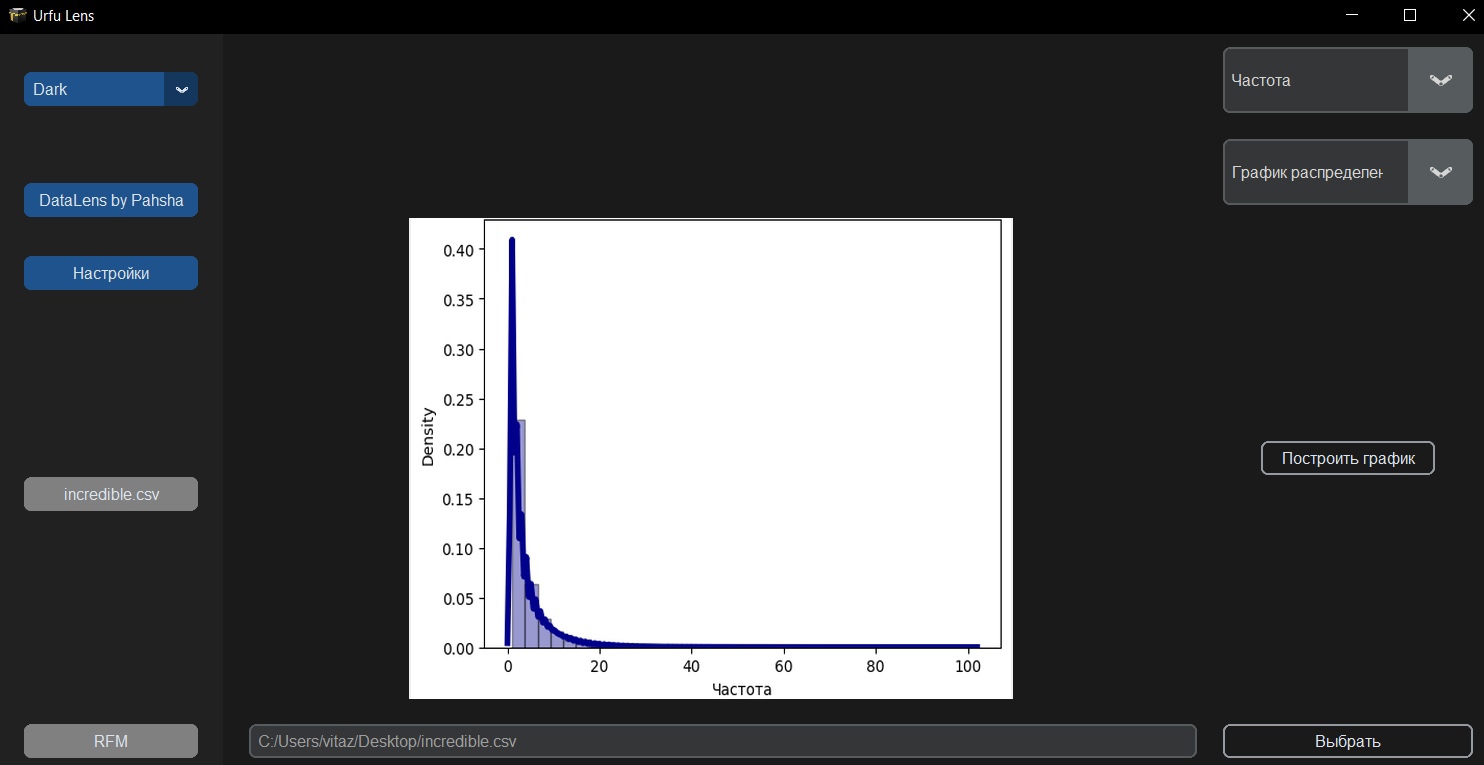 Urfu Lens
Dark
DataLens by Pahsha
Настройки
incredible.csv
RFM
0.40
0.35
0.30
0.25
0.20
0.15
0.10
0.05
0.00
Density
0 20 40 60 80 100
Частота
C:/Users/vitaz/Desktop/incredible.csv
Частота
График распределен
Построить график
Выбрать